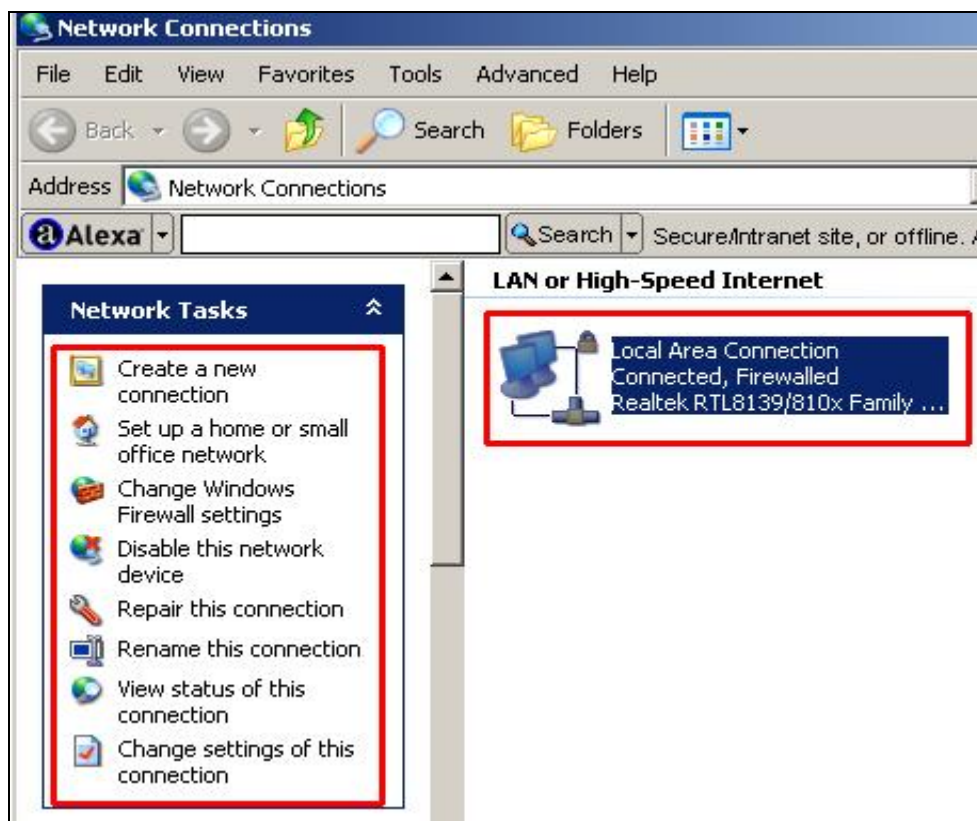 Network Connections
File Edit View Favorites Tools Advanced Help
Back Search Folders
Address Network Connections
a Alexa Search Secure/Intranet site, or offline.
Network Tasks
Create a new
connection
Set up a home or small
office network
Change Windows
Firewall settings
Disable this network
device
Repair this connection
Rename this connection
View status of this
connection
Change settings of this
connection
LAN or High-Speed Internet
Local Area Connection
Connected, Firewalled
Realtek RTL8139/810x Family ...